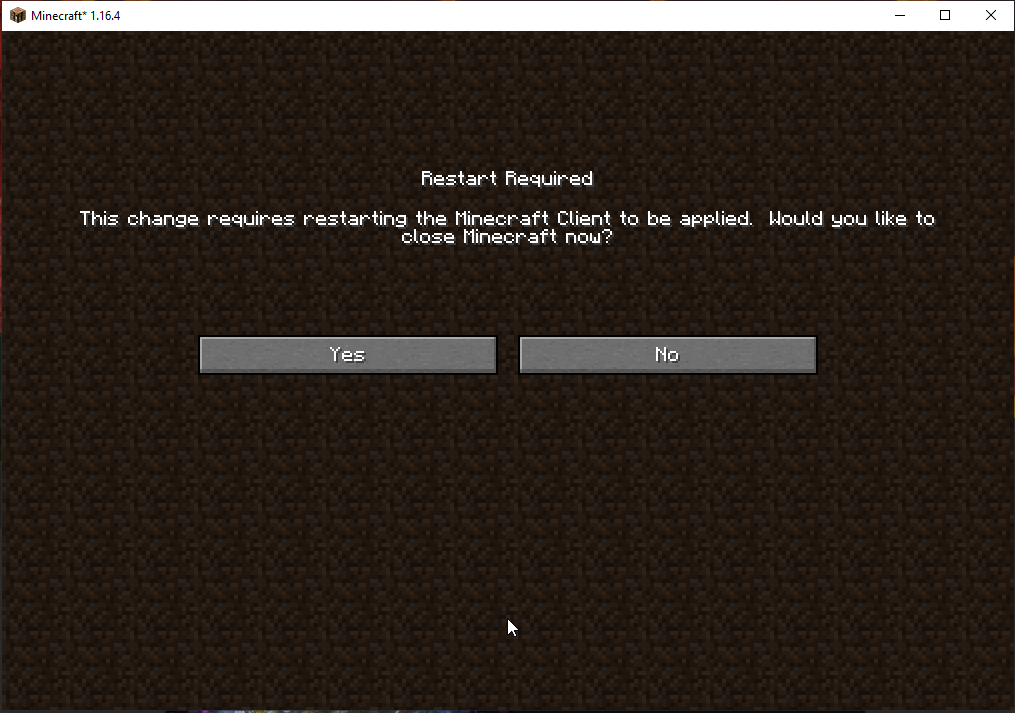 Minecraft* 1.16.4
Restart Required
This change requires restarting the Minecraft Client to be applied.  Would you like to
close Minecraft now?
Yes
No